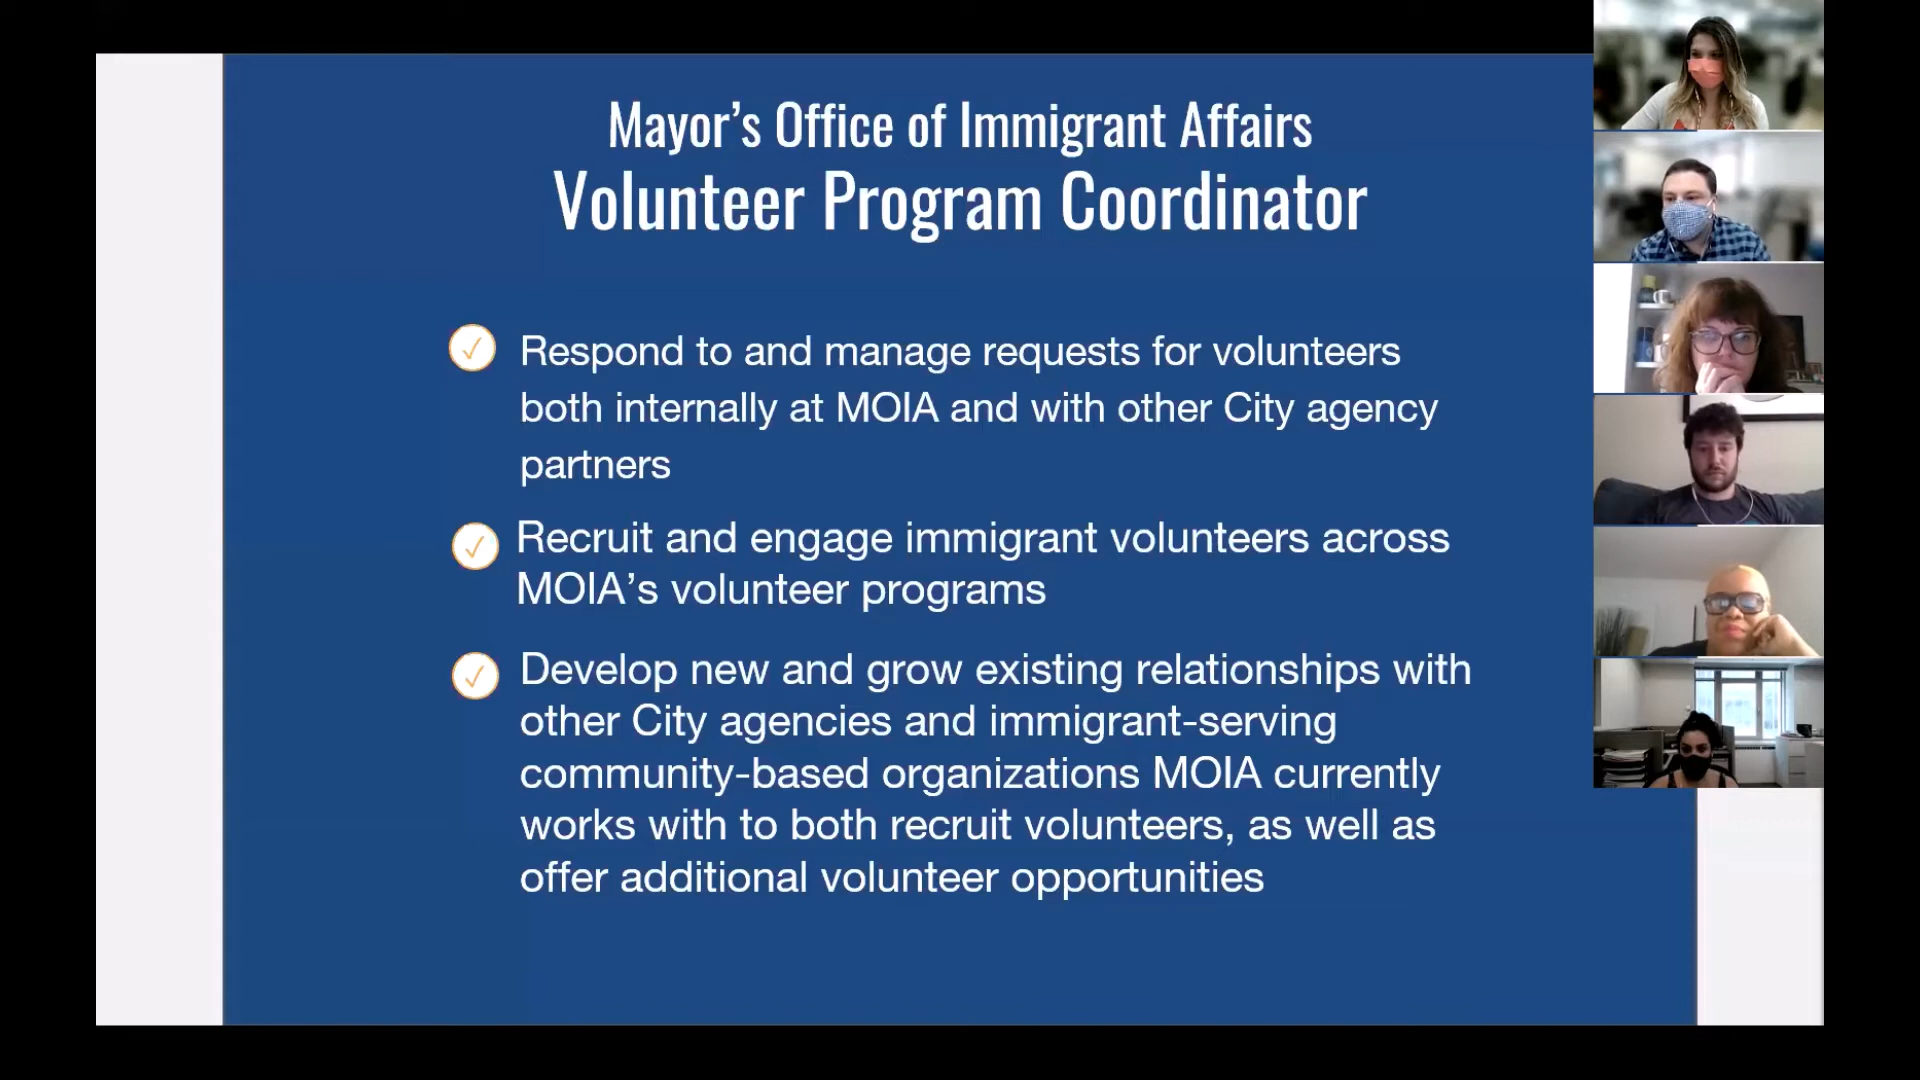 Mayor’s Office of Immigrant Affairs
Volunteer Program Coordinator
Respond to and manage requests for volunteers
both internally at MOIA and with other City agency
partners
Recruit and engage immigrant volunteers across
MOIA’s volunteer programs
Develop new and grow existing relationships with
other City agencies and immigrant-serving
community-based organizations MOIA currently
works with to both recruit volunteers, as well as
offer additional volunteer opportunities